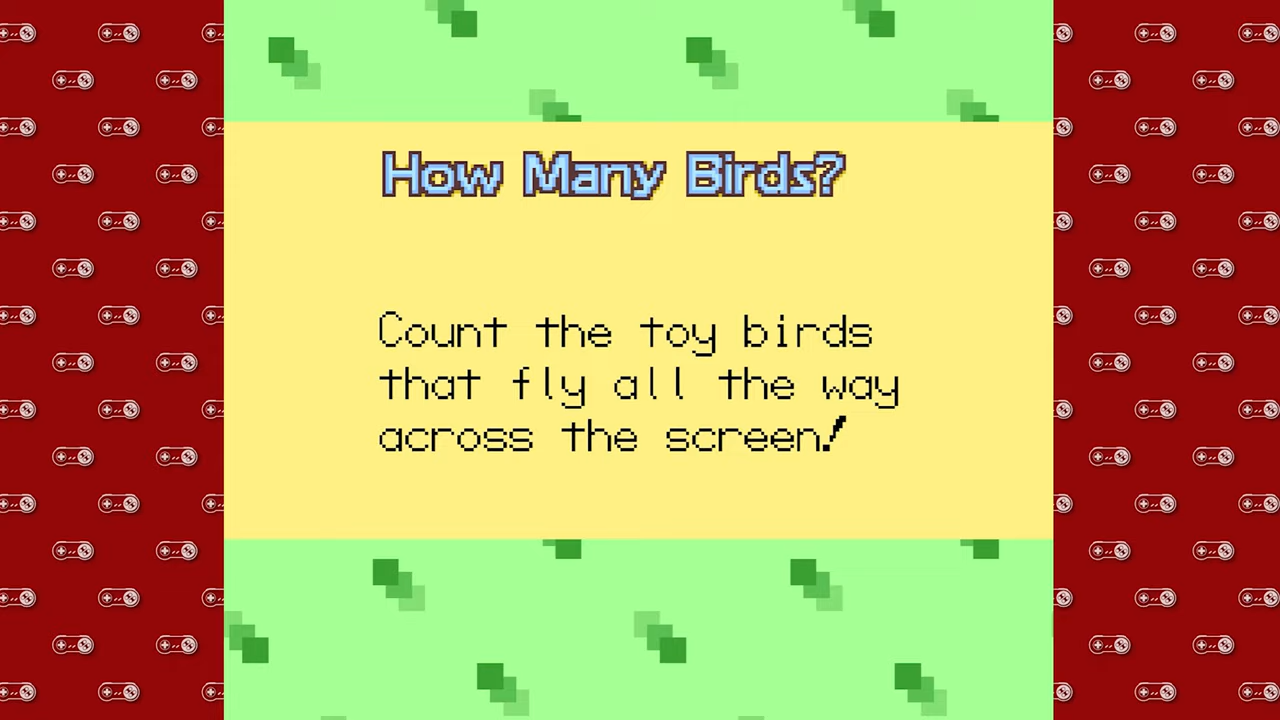 How Many Birds?
Count the toy birds
that fly all the way
across the screen!